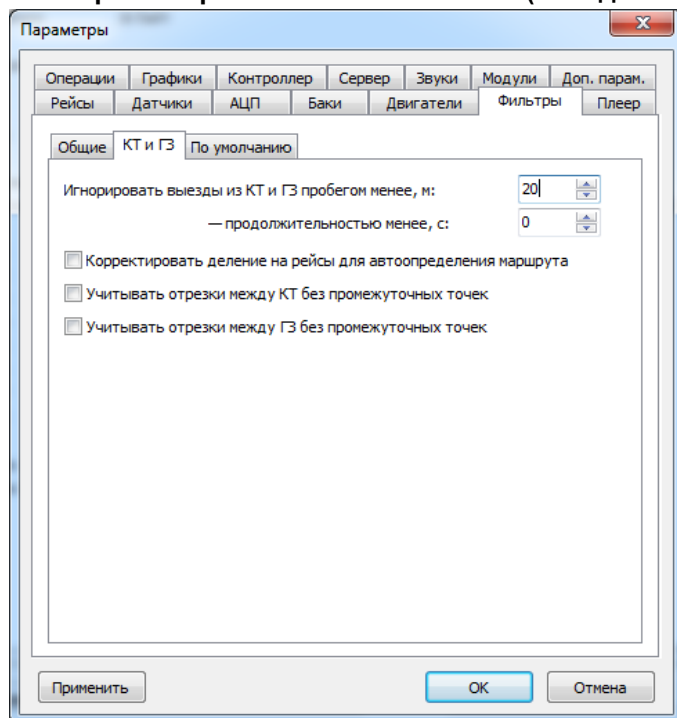 Параметры
Операции Графики Контроллер Сервер Звуки Модули Доп. парам.
Рейсы Датчики АЦП Баки Двигатели Фильтры Плеер
Общие КТ и ГЗ По умолчанию
Игнорировать выезды из КТ и ГЗ пробегом менее, м: 20
— продолжительностью менее, с: 0
Корректировать деление на рейсы для автоопределения маршрута
Учитывать отрезки между КТ без промежуточных точек
Учитывать отрезки между ГЗ без промежуточных точек
Применить OK Отмена